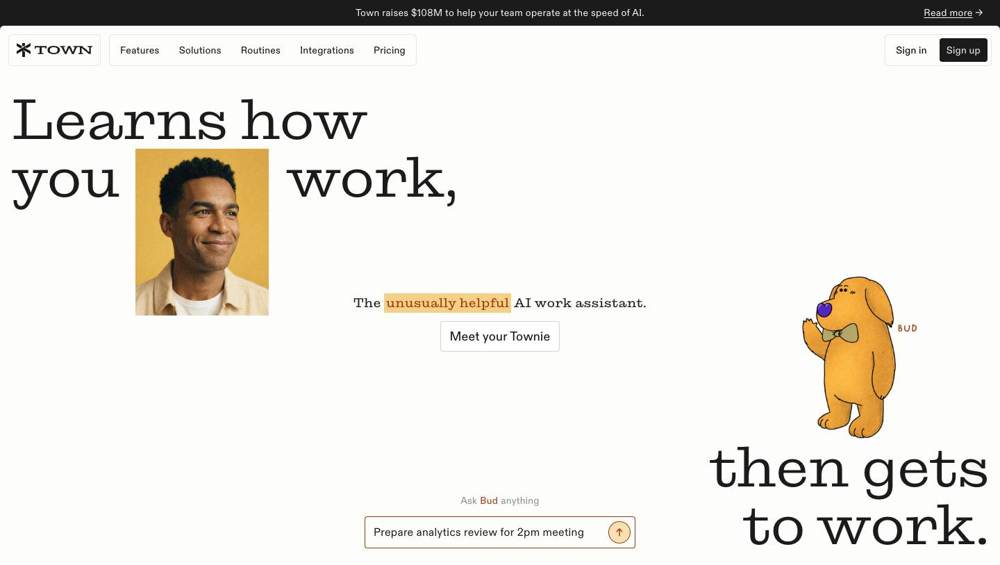 Town raises $108M to help your team operate at the speed of AI.
Read more →
TOWN
Features
Solutions
Routines
Integrations
Pricing
Sign in
Sign up
Learns how
you work,
The unusually helpful AI work assistant.
Meet your Townie
BUD
then gets
to work.
Ask Bud anything
Prepare analytics review for 2pm meeting